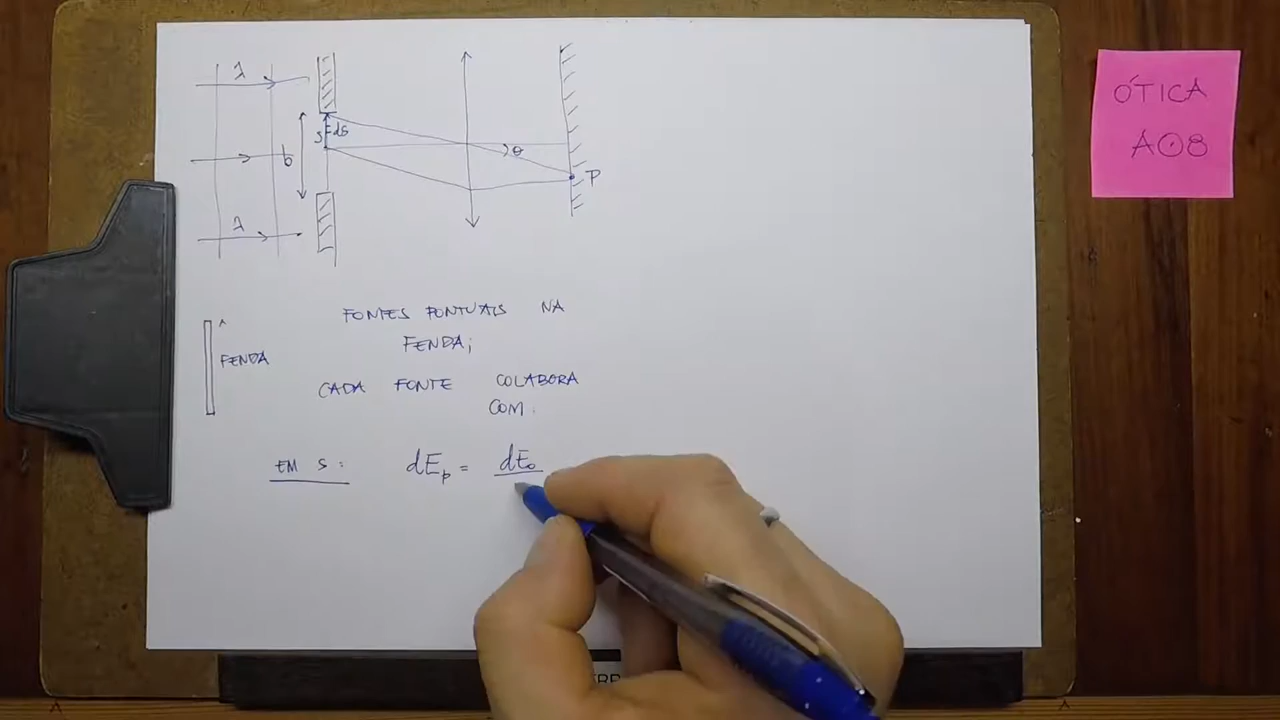 λ
s ds
b
θ
P
λ
FONTES PONTUAIS NA
FENDA;
FENDA
CADA FONTE COLABORA
COM:
EM s: dEp = dE₀
ÓTICA
A08